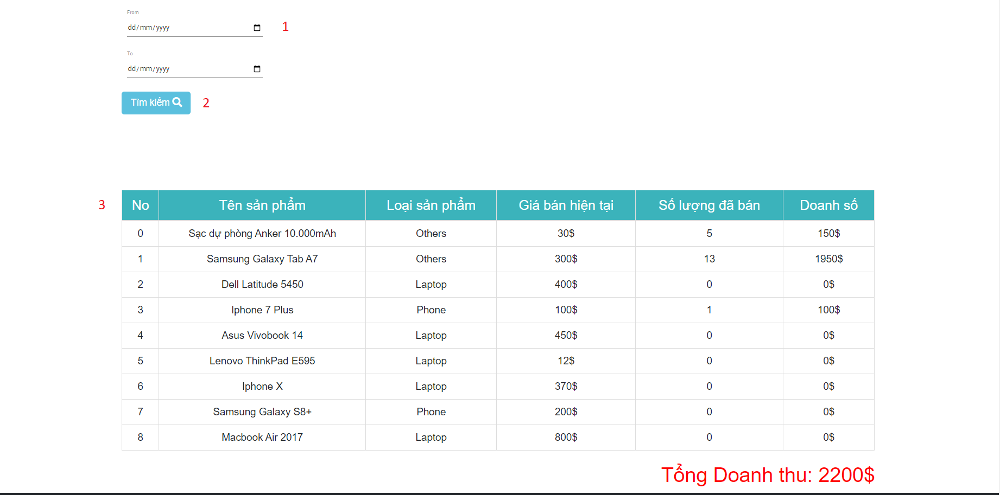 From
dd/mm/yyyy 1
To
dd/mm/yyyy
Tìm kiếm 2
3 No Tên sản phẩm Loại sản phẩm Giá bán hiện tại Số lượng đã bán Doanh số
0 Sạc dự phòng Anker 10.000mAh Others 30$ 5 150$
1 Samsung Galaxy Tab A7 Others 300$ 13 1950$
2 Dell Latitude 5450 Laptop 400$ 0 0$
3 Iphone 7 Plus Phone 100$ 1 100$
4 Asus Vivobook 14 Laptop 450$ 0 0$
5 Lenovo ThinkPad E595 Laptop 12$ 0 0$
6 Iphone X Laptop 370$ 0 0$
7 Samsung Galaxy S8+ Phone 200$ 0 0$
8 Macbook Air 2017 Laptop 800$ 0 0$
Tổng Doanh thu: 2200$